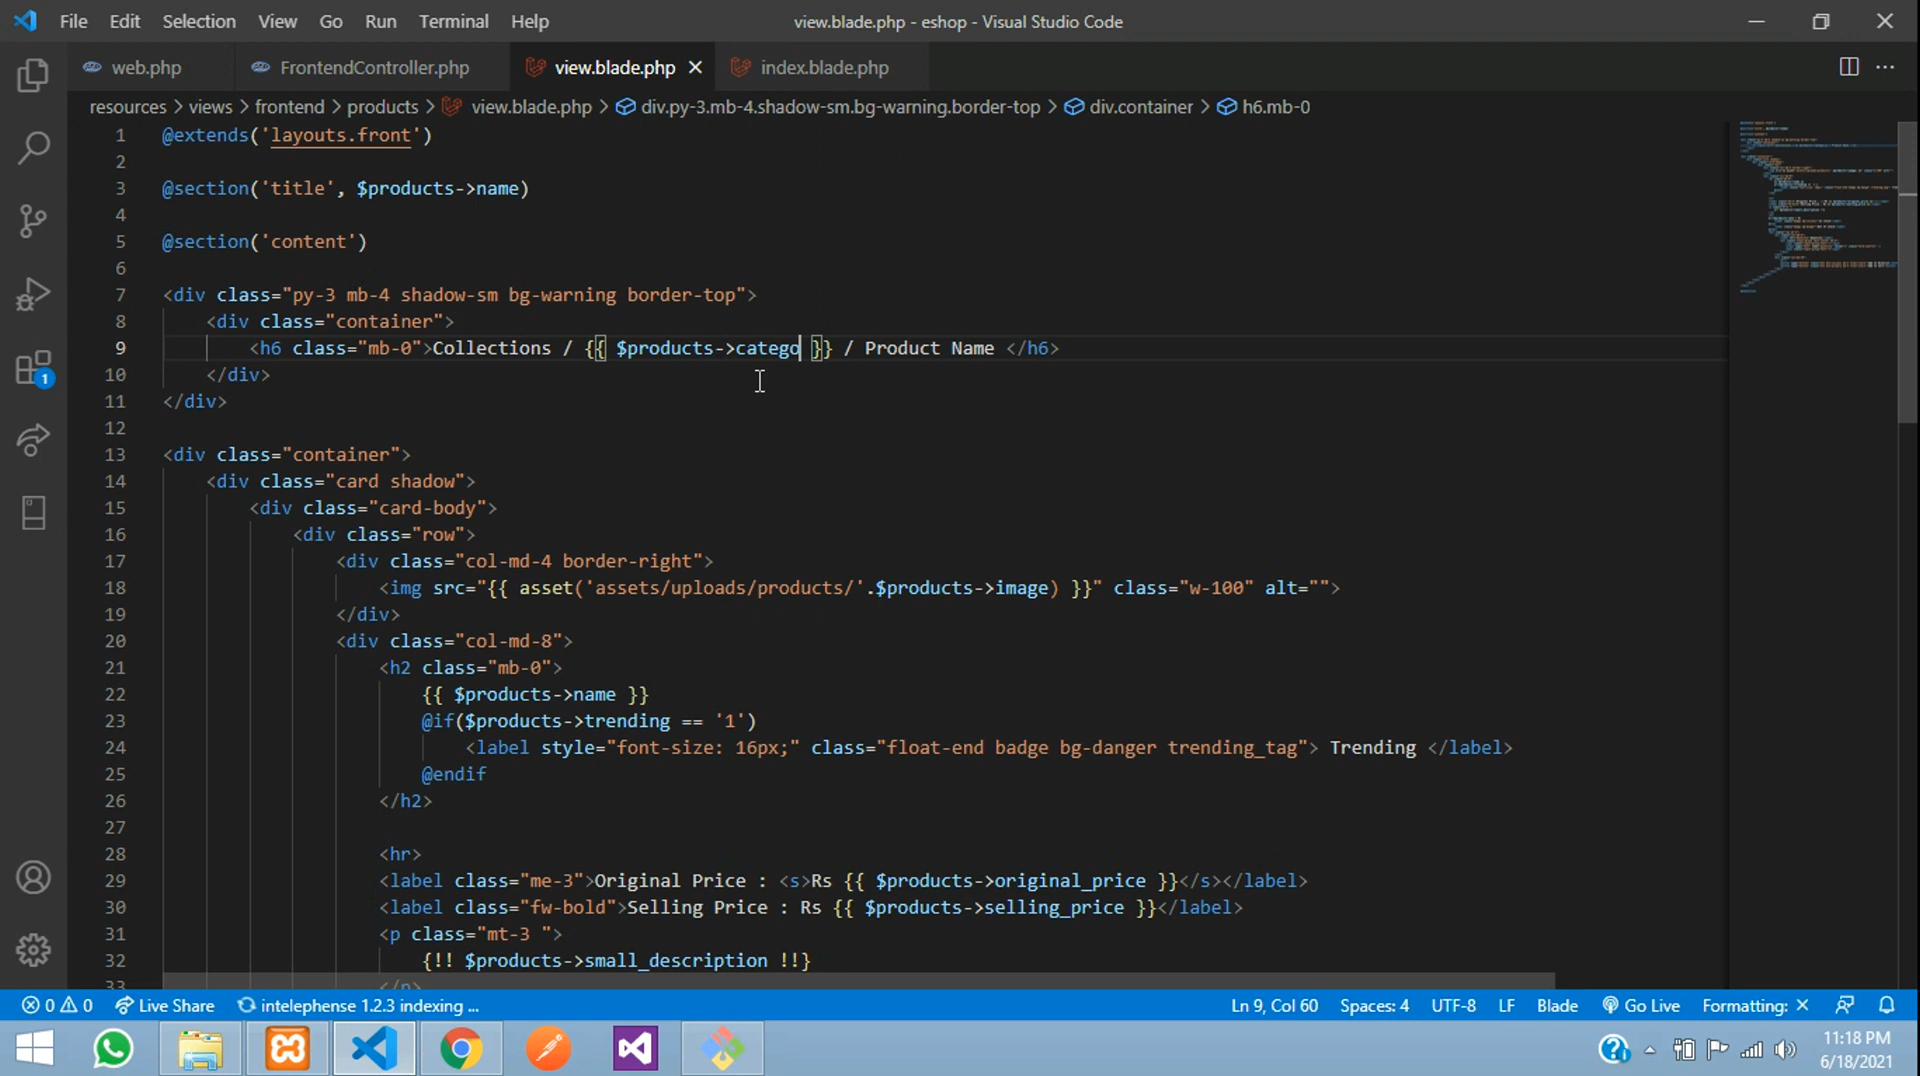 File Edit Selection View Go Run Terminal Help view.blade.php - eshop - Visual Studio Code
web.php FrontendController.php view.blade.php index.blade.php
resources > views > frontend > products > view.blade.php > div.py-3.mb-4.shadow-sm.bg-warning.border-top > div.container > h6.mb-0
1 @extends('layouts.front')
2
3 @section('title', $products->name)
4
5 @section('content')
6
7 <div class="py-3 mb-4 shadow-sm bg-warning border-top">
8 <div class="container">
9 <h6 class="mb-0">Collections / {{ $products->catego }} / Product Name </h6>
10 </div>
11 </div>
12
13 <div class="container">
14 <div class="card shadow">
15 <div class="card-body">
16 <div class="row">
17 <div class="col-md-4 border-right">
18 <img src="{{ asset('assets/uploads/products/'.$products->image) }}" class="w-100" alt="">
19 </div>
20 <div class="col-md-8">
21 <h2 class="mb-0">
22 {{ $products->name }}
23 @if($products->trending == '1')
24 <label style="font-size: 16px;" class="float-end badge bg-danger trending_tag"> Trending </label>
25 @endif
26 </h2>
27
28 <hr>
29 <label class="me-3">Original Price : <s>Rs {{ $products->original_price }}</s></label>
30 <label class="fw-bold">Selling Price : Rs {{ $products->selling_price }}</label>
31 <p class="mt-3 ">
32 {!! $products->small_description !!}
33 </p>
1
0 0 Live Share intelephense 1.2.3 indexing ... Ln 9, Col 60 Spaces: 4 UTF-8 LF Blade Go Live Formatting: ×
11:18 PM
6/18/2021